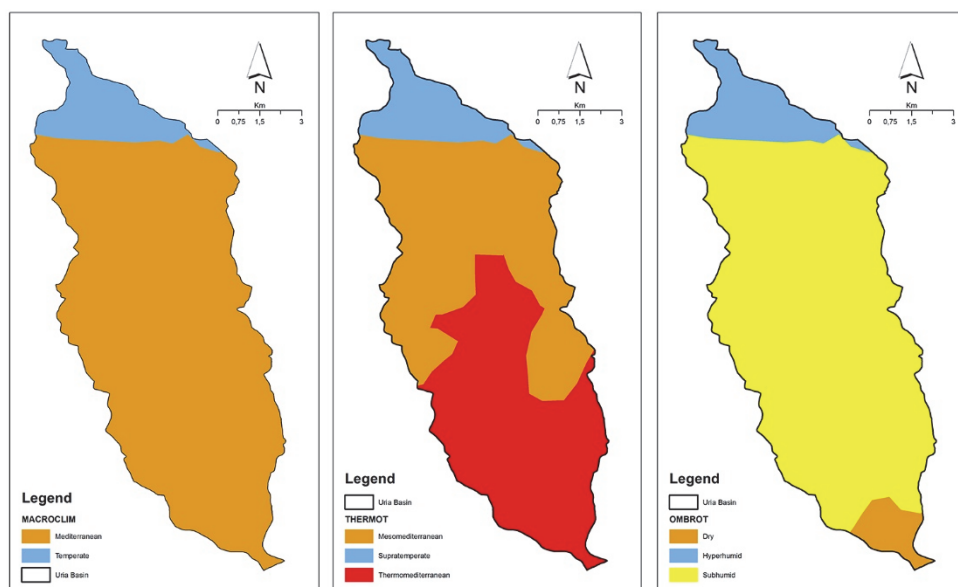 N
Km
0 0,75 1,5 3
Legend
MACROCLIM
Mediterranean
Temperate
Uria Basin
N
Km
0 0,75 1,5 3
Legend
Uria Basin
THERMOT
Mesomediterranean
Supratemperate
Thermomediterranean
N
Km
0 0,75 1,5 3
Legend
Uria Basin
OMBROT
Dry
Hyperhumid
Subhumid